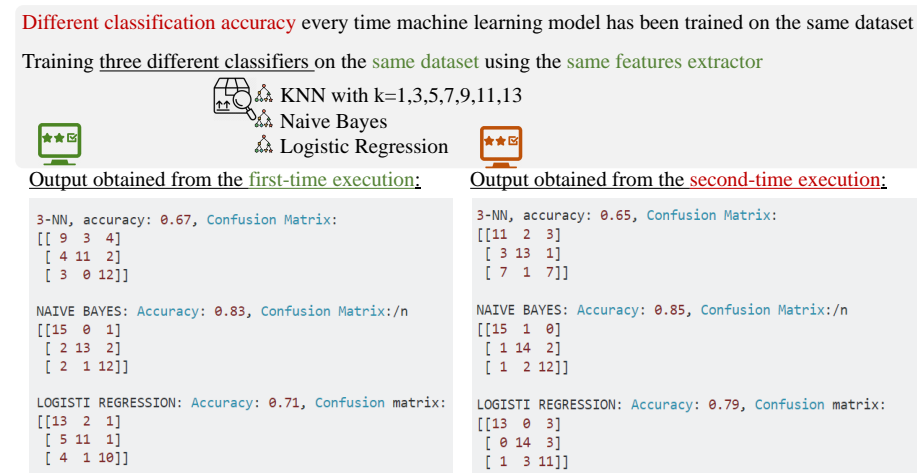 Different classification accuracy every time machine learning model has been trained on the same dataset
Training three different classifiers on the same dataset using the same features extractor
KNN with k=1,3,5,7,9,11,13
Naive Bayes
Logistic Regression
Output obtained from the first-time execution:
3-NN, accuracy: 0.67, Confusion Matrix:
[[ 9 3 4]
[ 4 11 2]
[ 3 0 12]]
NAIVE BAYES: Accuracy: 0.83, Confusion Matrix:/n
[[15 0 1]
[ 2 13 2]
[ 2 1 12]]
LOGISTI REGRESSION: Accuracy: 0.71, Confusion matrix:
[[13 2 1]
[ 5 11 1]
[ 4 1 10]]
Output obtained from the second-time execution:
3-NN, accuracy: 0.65, Confusion Matrix:
[[11 2 3]
[ 3 13 1]
[ 7 1 7]]
NAIVE BAYES: Accuracy: 0.85, Confusion Matrix:/n
[[15 1 0]
[ 1 14 2]
[ 1 2 12]]
LOGISTI REGRESSION: Accuracy: 0.79, Confusion matrix:
[[13 0 3]
[ 0 14 3]
[ 1 3 11]]